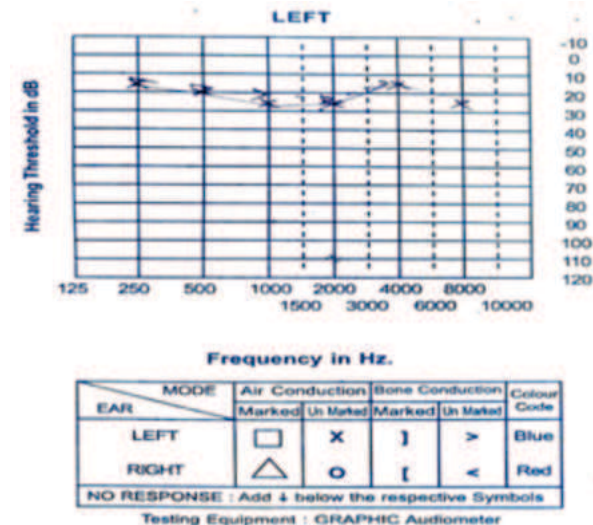 LEFT
Hearing Threshold in dB
-10
0
10
20
30
40
50
60
70
80
90
100
110
120
125 250 500 1000 2000 4000 8000
1500 3000 6000 10000
Frequency in Hz.
MODE Air Conduction Bone Conduction Colour Code
EAR Marked Un Marked Marked Un Marked
LEFT □ X ] > Blue
RIGHT △ O [ < Red
NO RESPONSE : Add ↓ below the respective Symbols
Testing Equipment : GRAPHIC Audiometer